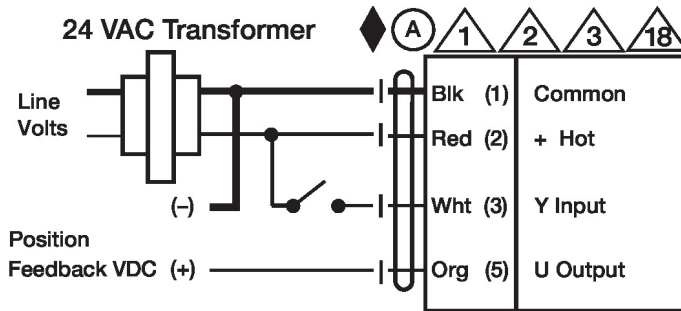 24 VAC Transformer A 1 2 3 18
Line
Volts
Blk (1) Common
Red (2) + Hot
(–) Wht (3) Y Input
Position
Feedback VDC (+) Org (5) U Output